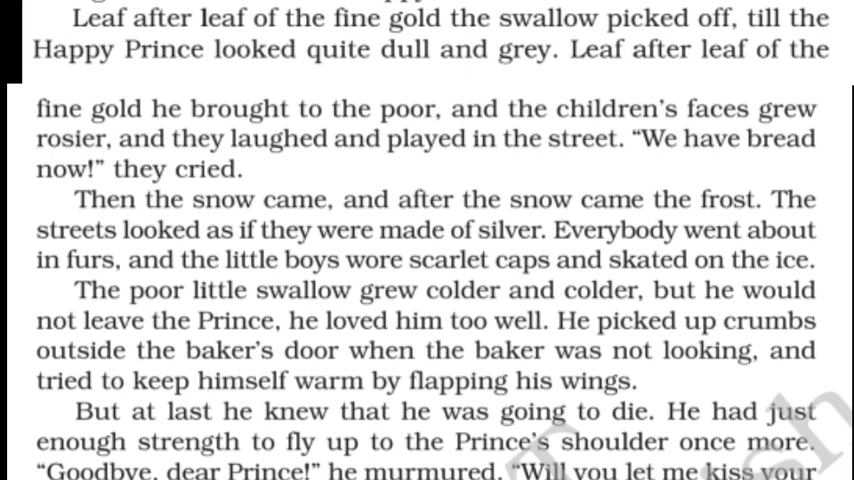 Leaf after leaf of the fine gold the swallow picked off, till the
Happy Prince looked quite dull and grey. Leaf after leaf of the
fine gold he brought to the poor, and the children's faces grew
rosier, and they laughed and played in the street. “We have bread
now!” they cried.
Then the snow came, and after the snow came the frost. The
streets looked as if they were made of silver. Everybody went about
in furs, and the little boys wore scarlet caps and skated on the ice.
The poor little swallow grew colder and colder, but he would
not leave the Prince, he loved him too well. He picked up crumbs
outside the baker's door when the baker was not looking, and
tried to keep himself warm by flapping his wings.
But at last he knew that he was going to die. He had just
enough strength to fly up to the Prince's shoulder once more.
“Goodbye, dear Prince!” he murmured. “Will you let me kiss your